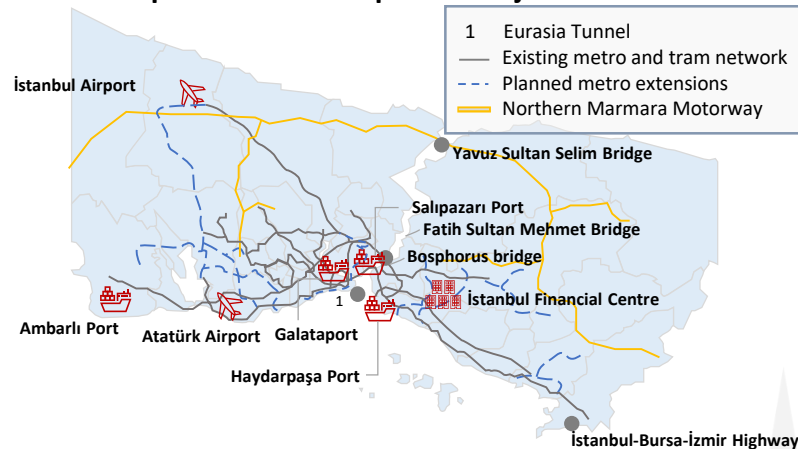 1 Eurasia Tunnel
Existing metro and tram network
Planned metro extensions
Northern Marmara Motorway
İstanbul Airport
Yavuz Sultan Selim Bridge
Salıpazarı Port
Fatih Sultan Mehmet Bridge
Bosphorus bridge
İstanbul Financial Centre
1
Ambarlı Port
Atatürk Airport
Galataport
Haydarpaşa Port
İstanbul-Bursa-İzmir Highway